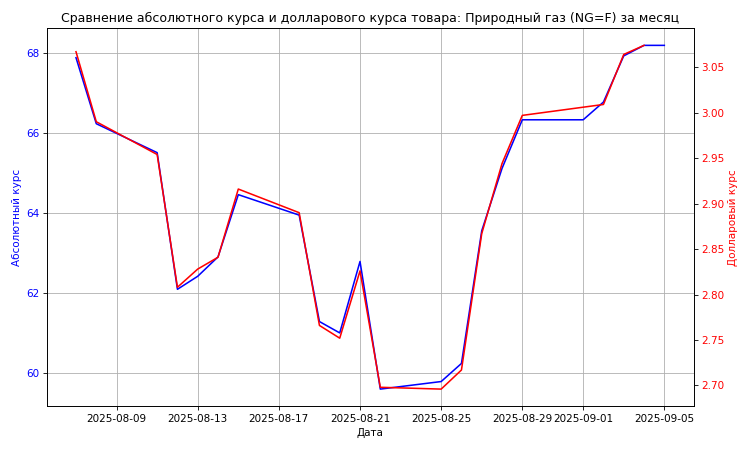 Сравнение абсолютного курса и долларового курса товара: Природный газ (NG=F) за месяц
68
66
64
62
60
Абсолютный курс
3.05
3.00
2.95
2.90
2.85
2.80
2.75
2.70
Долларовый курс
2025-08-09 2025-08-13 2025-08-17 2025-08-21 2025-08-25 2025-08-29 2025-09-01 2025-09-05
Дата